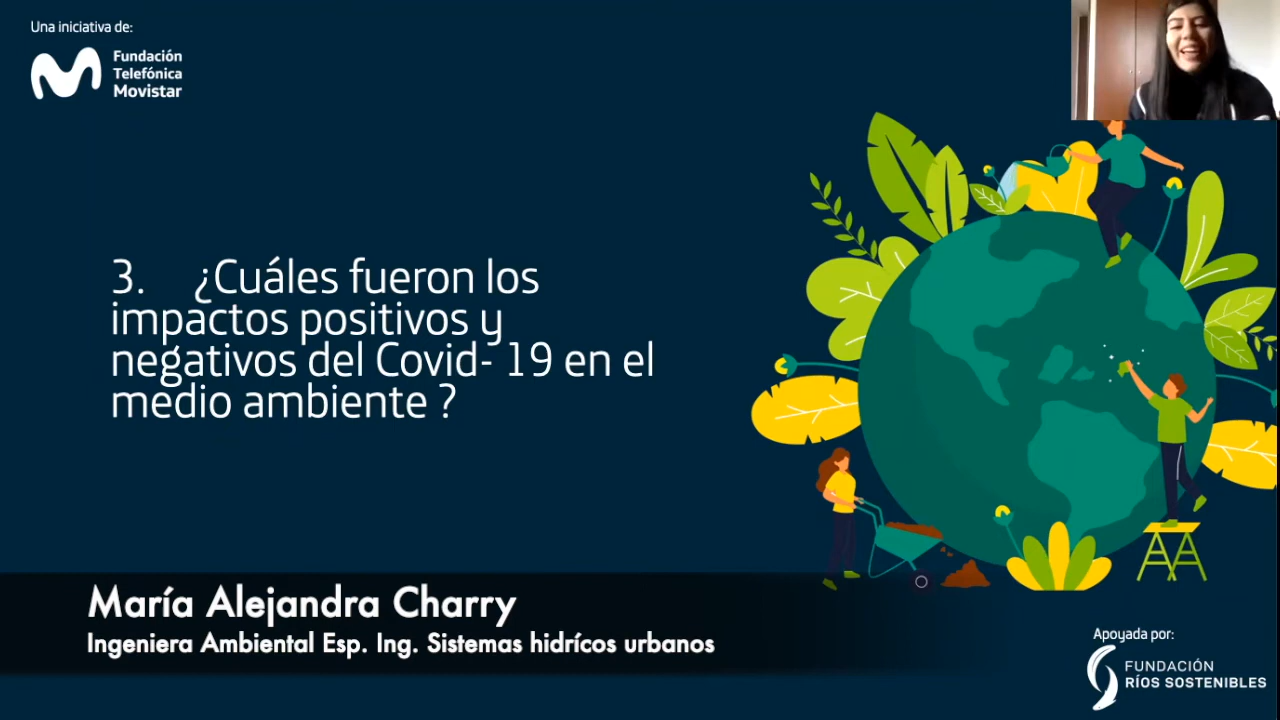 Una iniciativa de:
Fundación
Telefónica
Movistar
3. ¿Cuáles fueron los
impactos positivos y
negativos del Covid- 19 en el
medio ambiente ?
María Alejandra Charry
Ingeniera Ambiental Esp. Ing. Sistemas hidrícos urbanos
Apoyada por:
FUNDACIÓN
RÍOS SOSTENIBLES